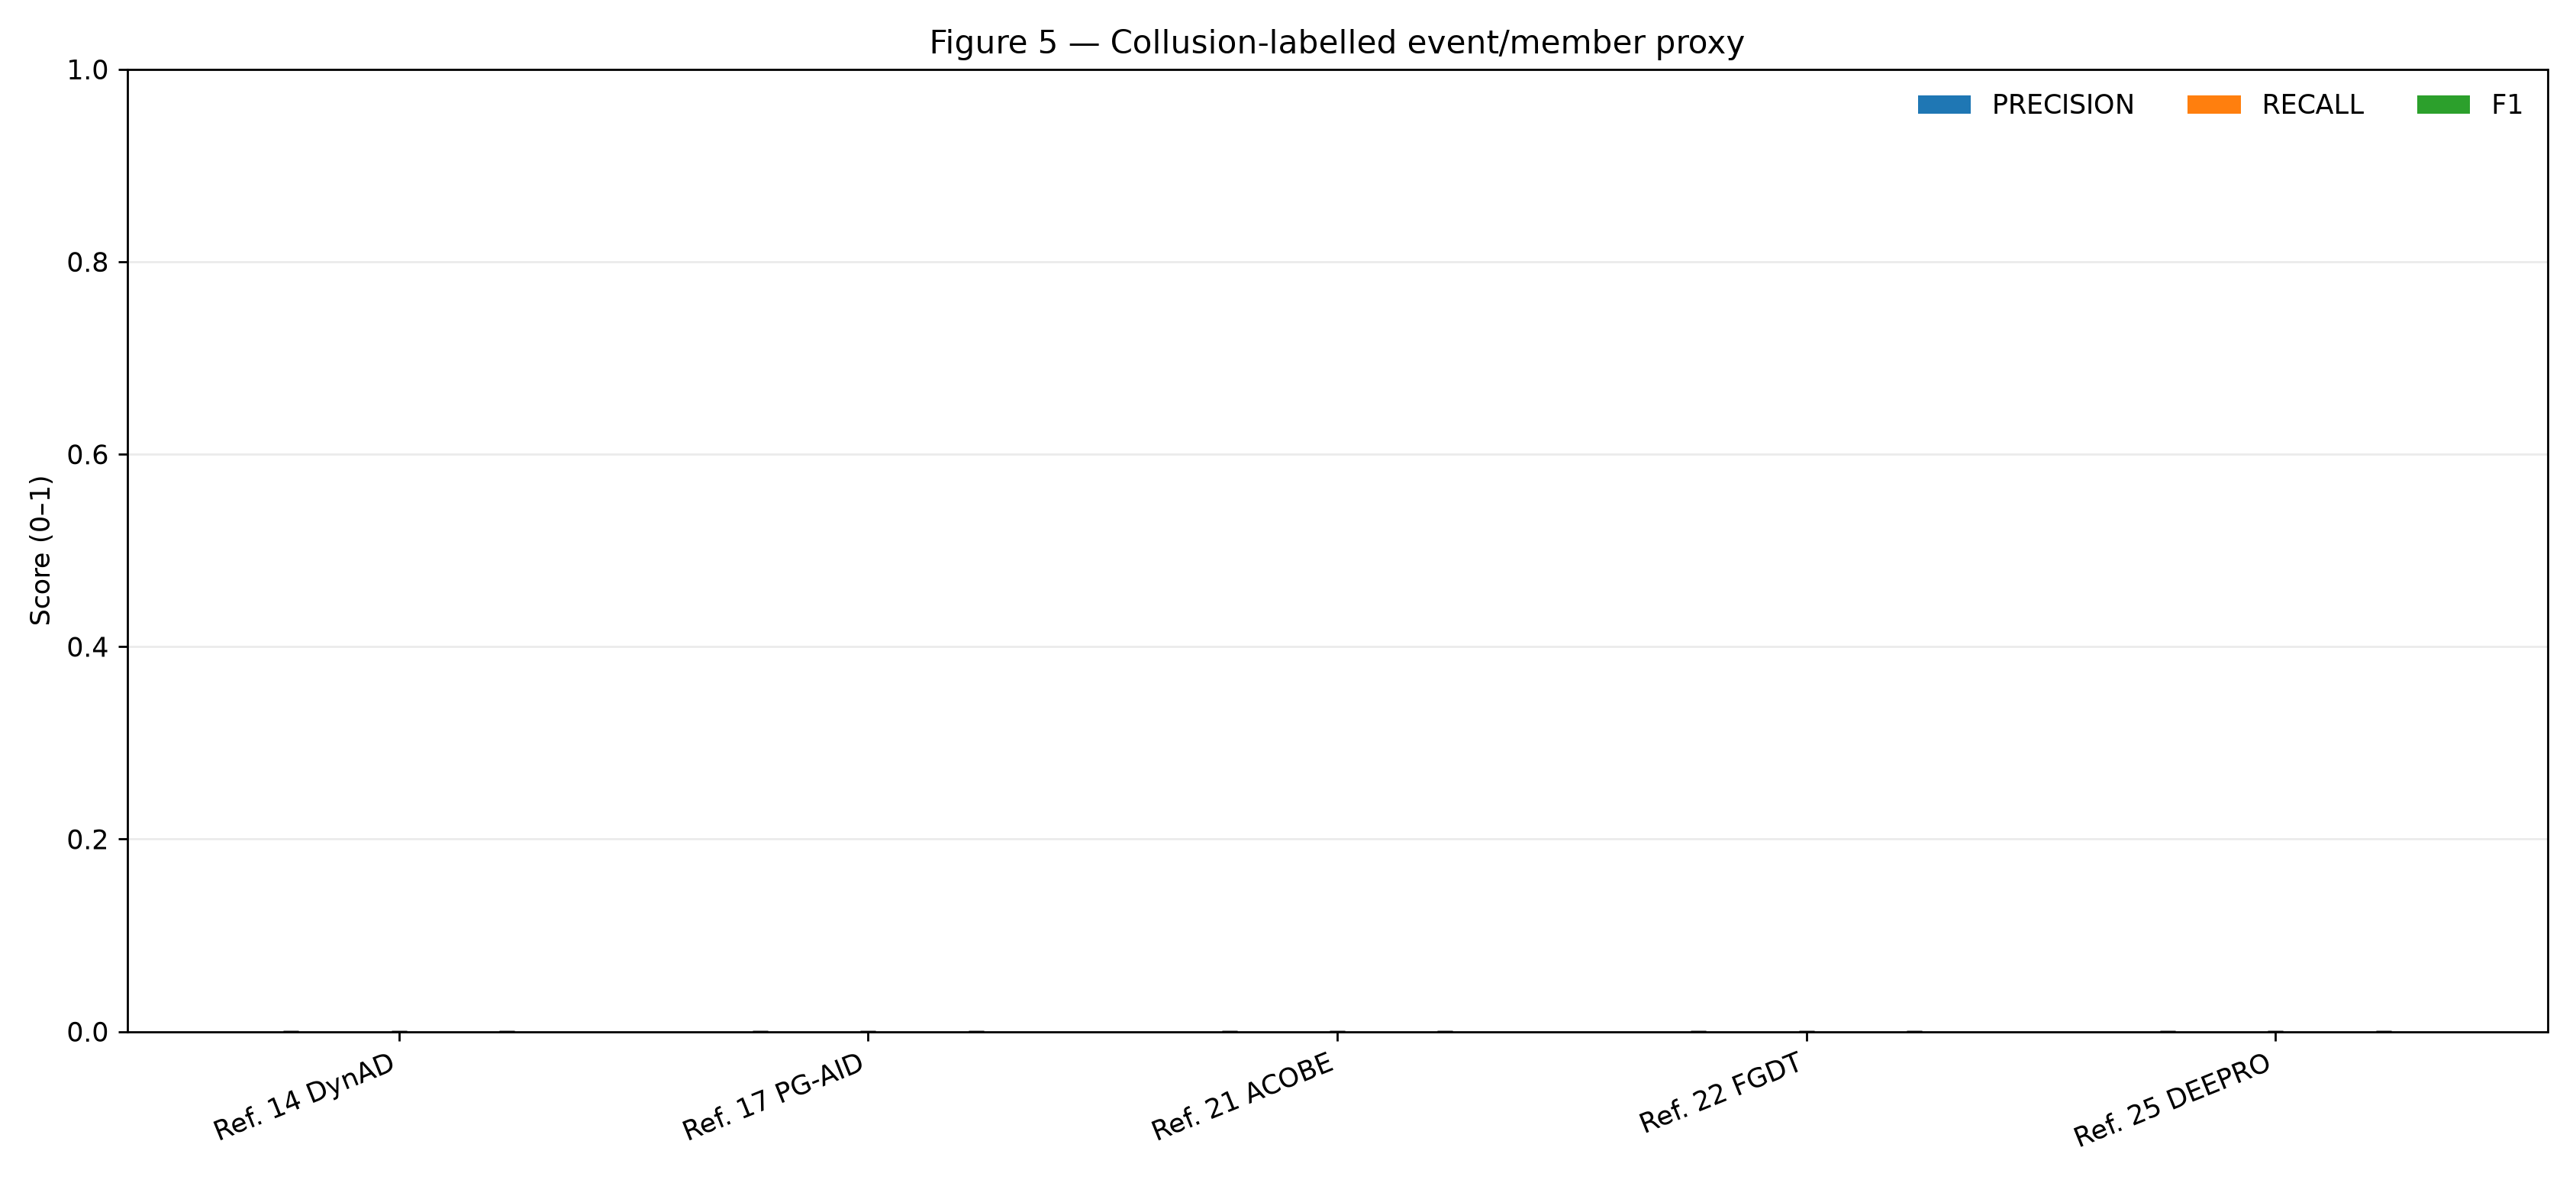 Figure 5 — Collusion-labelled event/member proxy
PRECISION RECALL F1
Score (0–1)
1.0
0.8
0.6
0.4
0.2
0.0
Ref. 14 DynAD
Ref. 17 PG-AID
Ref. 21 ACOBE
Ref. 22 FGDT
Ref. 25 DEEPRO